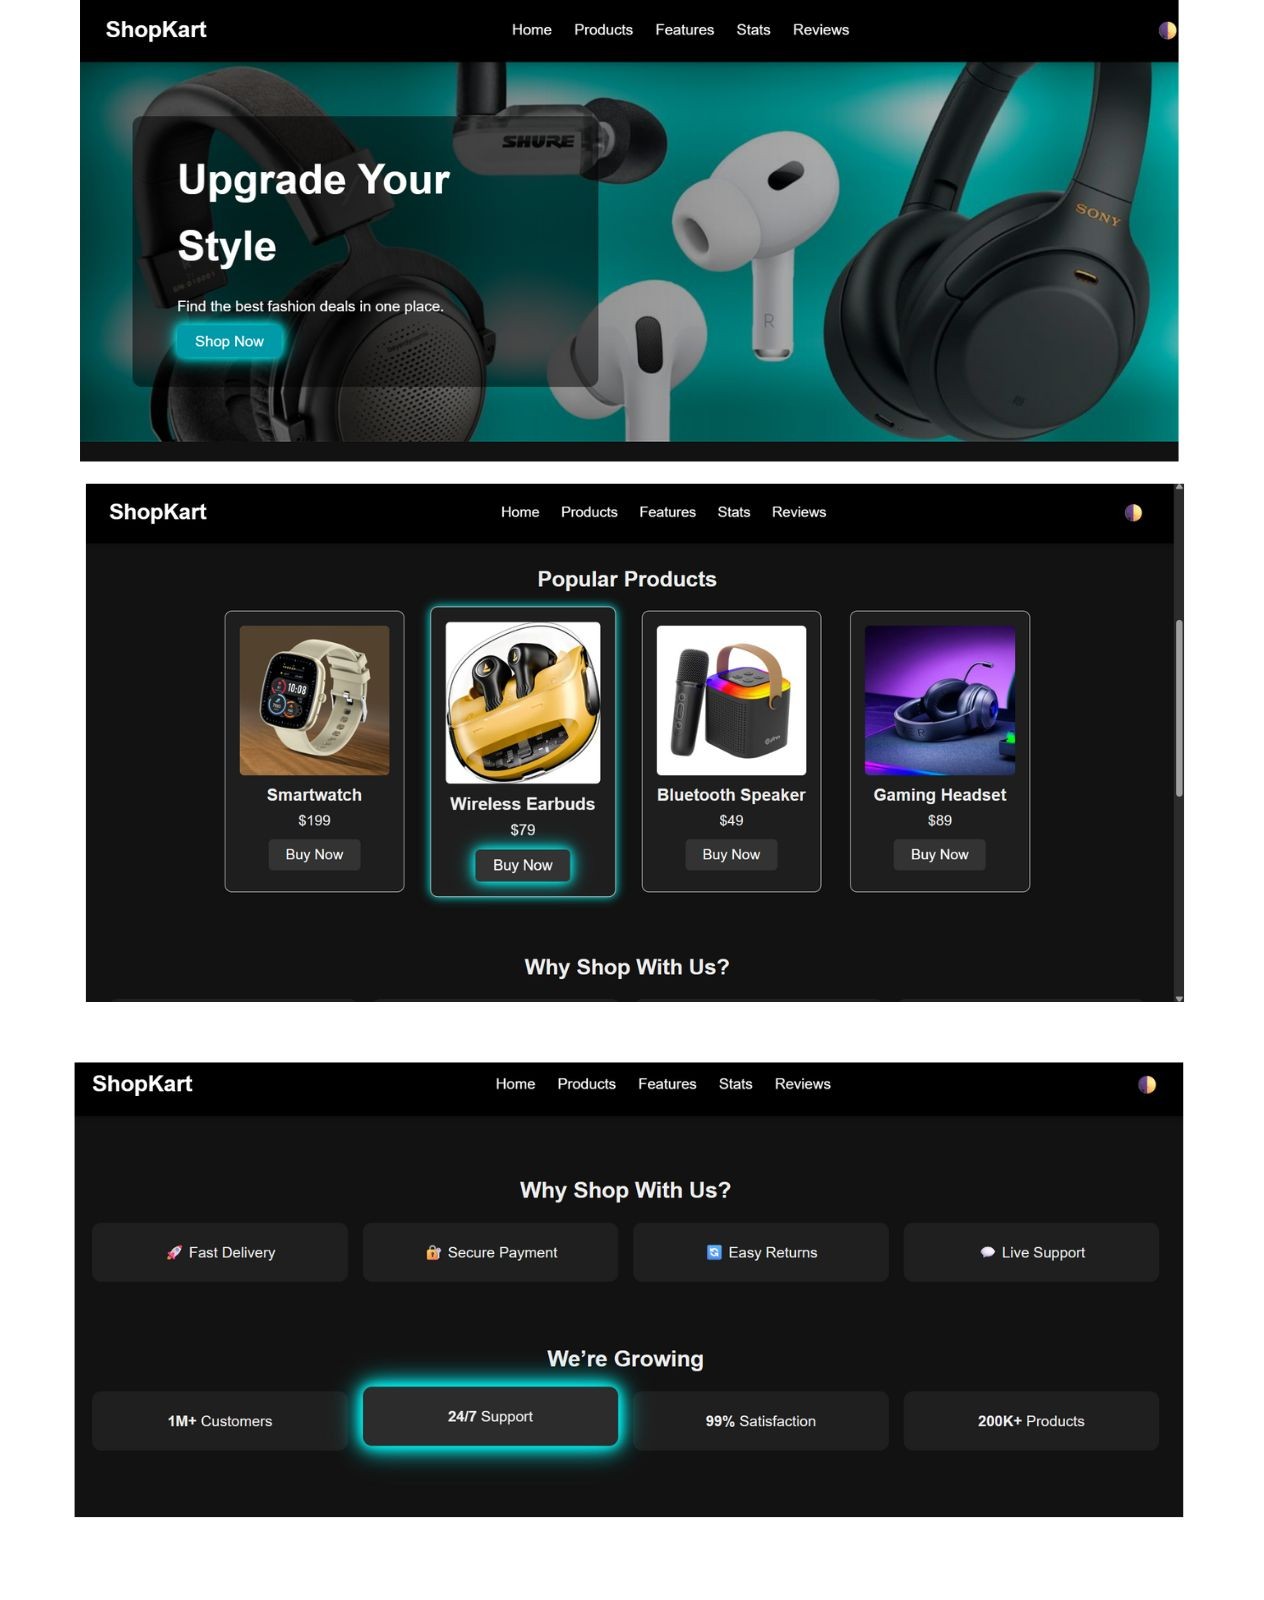 ShopKart
Home Products Features Stats Reviews
SHURE
SONY
Upgrade Your
Style
R
Find the best fashion deals in one place.
Shop Now
ShopKart
Home Products Features Stats Reviews
Popular Products
10:08
R
Smartwatch
$199
Buy Now
Wireless Earbuds
$79
Buy Now
Bluetooth Speaker
$49
Buy Now
Gaming Headset
$89
Buy Now
Why Shop With Us?
ShopKart
Home Products Features Stats Reviews
Why Shop With Us?
Fast Delivery
Secure Payment
Easy Returns
Live Support
We’re Growing
1M+ Customers
24/7 Support
99% Satisfaction
200K+ Products